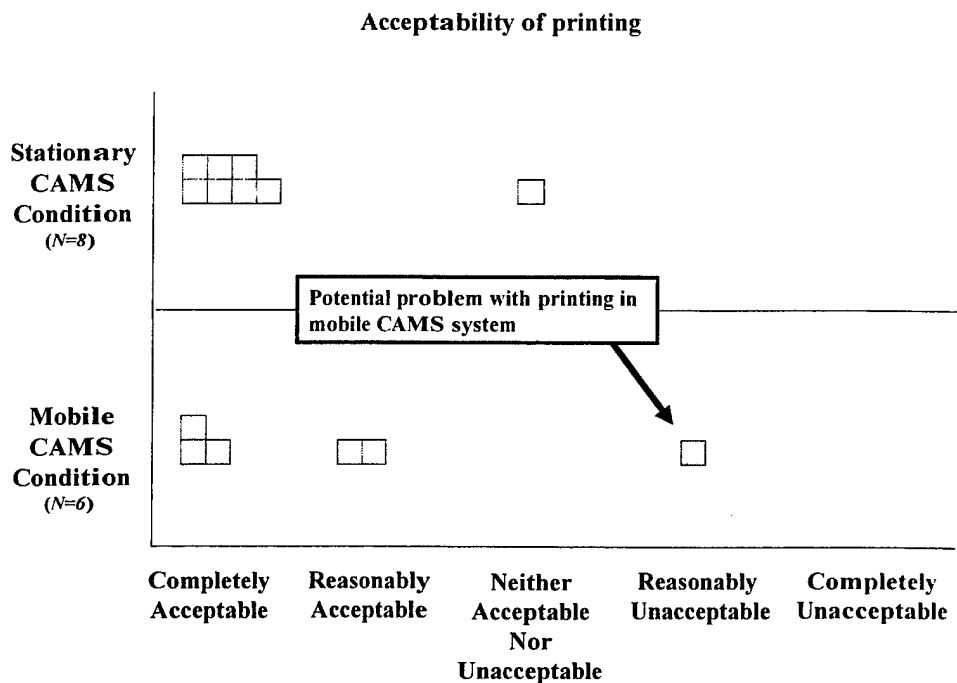 Acceptability of printing
Stationary
CAMS
Condition
(N=8)
Potential problem with printing in
mobile CAMS system
Mobile
CAMS
Condition
(N=6)
Completely
Acceptable
Reasonably
Acceptable
Neither
Acceptable
Nor
Unacceptable
Reasonably
Unacceptable
Completely
Unacceptable